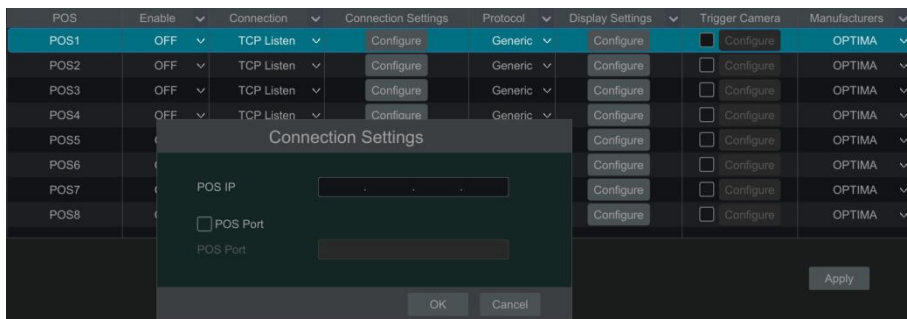 POS Enable Connection Connection Settings Protocol Display Settings Trigger Camera Manufacturers
POS1 OFF TCP Listen Configure Generic Configure Configure OPTIMA
POS2 OFF TCP Listen Configure Generic Configure Configure OPTIMA
POS3 OFF TCP Listen Configure Generic Configure Configure OPTIMA
POS4 OFF TCP Listen Configure Generic Configure Configure OPTIMA
POS5 Configure Configure OPTIMA
POS6 Configure Configure OPTIMA
POS7 Configure Configure OPTIMA
POS8 Configure Configure OPTIMA
Connection Settings
POS IP . . .
POS Port
POS Port
OK Cancel
Apply